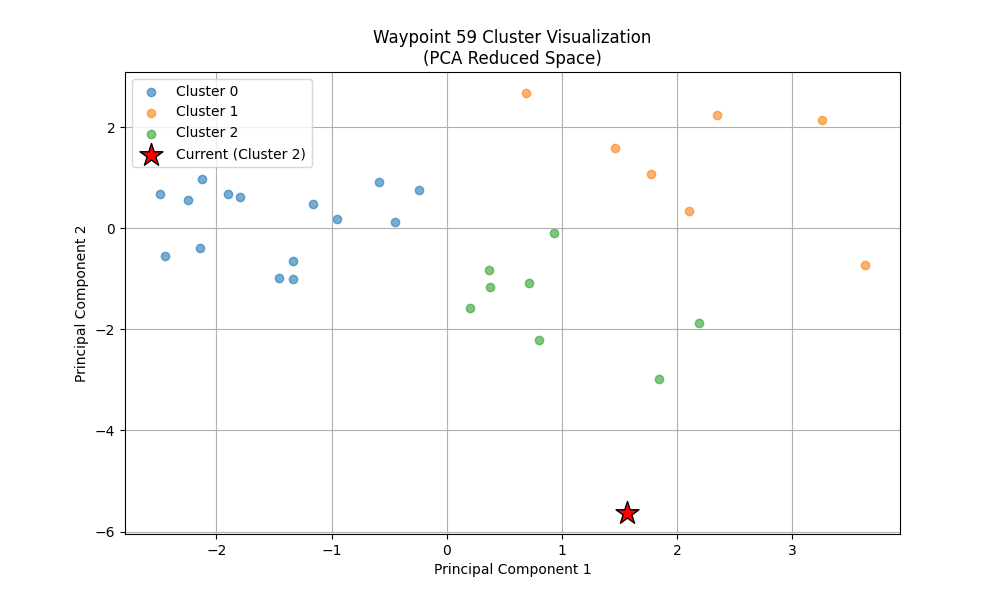 Waypoint 59 Cluster Visualization
(PCA Reduced Space)
Cluster 0
Cluster 1
Cluster 2
Current (Cluster 2)
Principal Component 2
2
0
−2
−4
−6
−2
−1
0
1
2
3
Principal Component 1